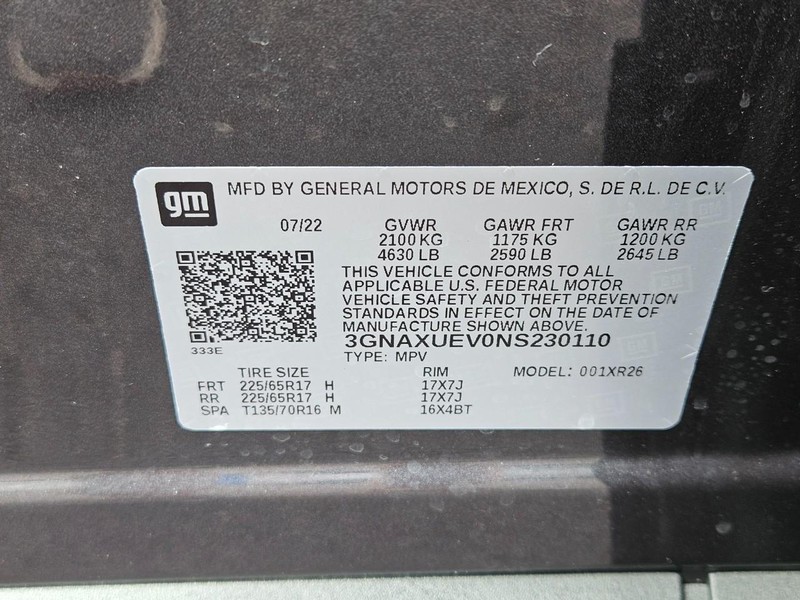 gm MFD BY GENERAL MOTORS DE MEXICO, S. DE R.L. DE C.V.
07/22 GVWR GAWR FRT GAWR RR
2100 KG 1175 KG 1200 KG
4630 LB 2590 LB 2645 LB
THIS VEHICLE CONFORMS TO ALL
APPLICABLE U.S. FEDERAL MOTOR
VEHICLE SAFETY AND THEFT PREVENTION
STANDARDS IN EFFECT ON THE DATE OF
MANUFACTURE SHOWN ABOVE.
333E 3GNAXUEV0NS230110
TYPE: MPV
TIRE SIZE RIM MODEL: 001XR26
FRT 225/65R17 H 17X7J
RR 225/65R17 H 17X7J
SPA T135/70R16 M 16X4BT